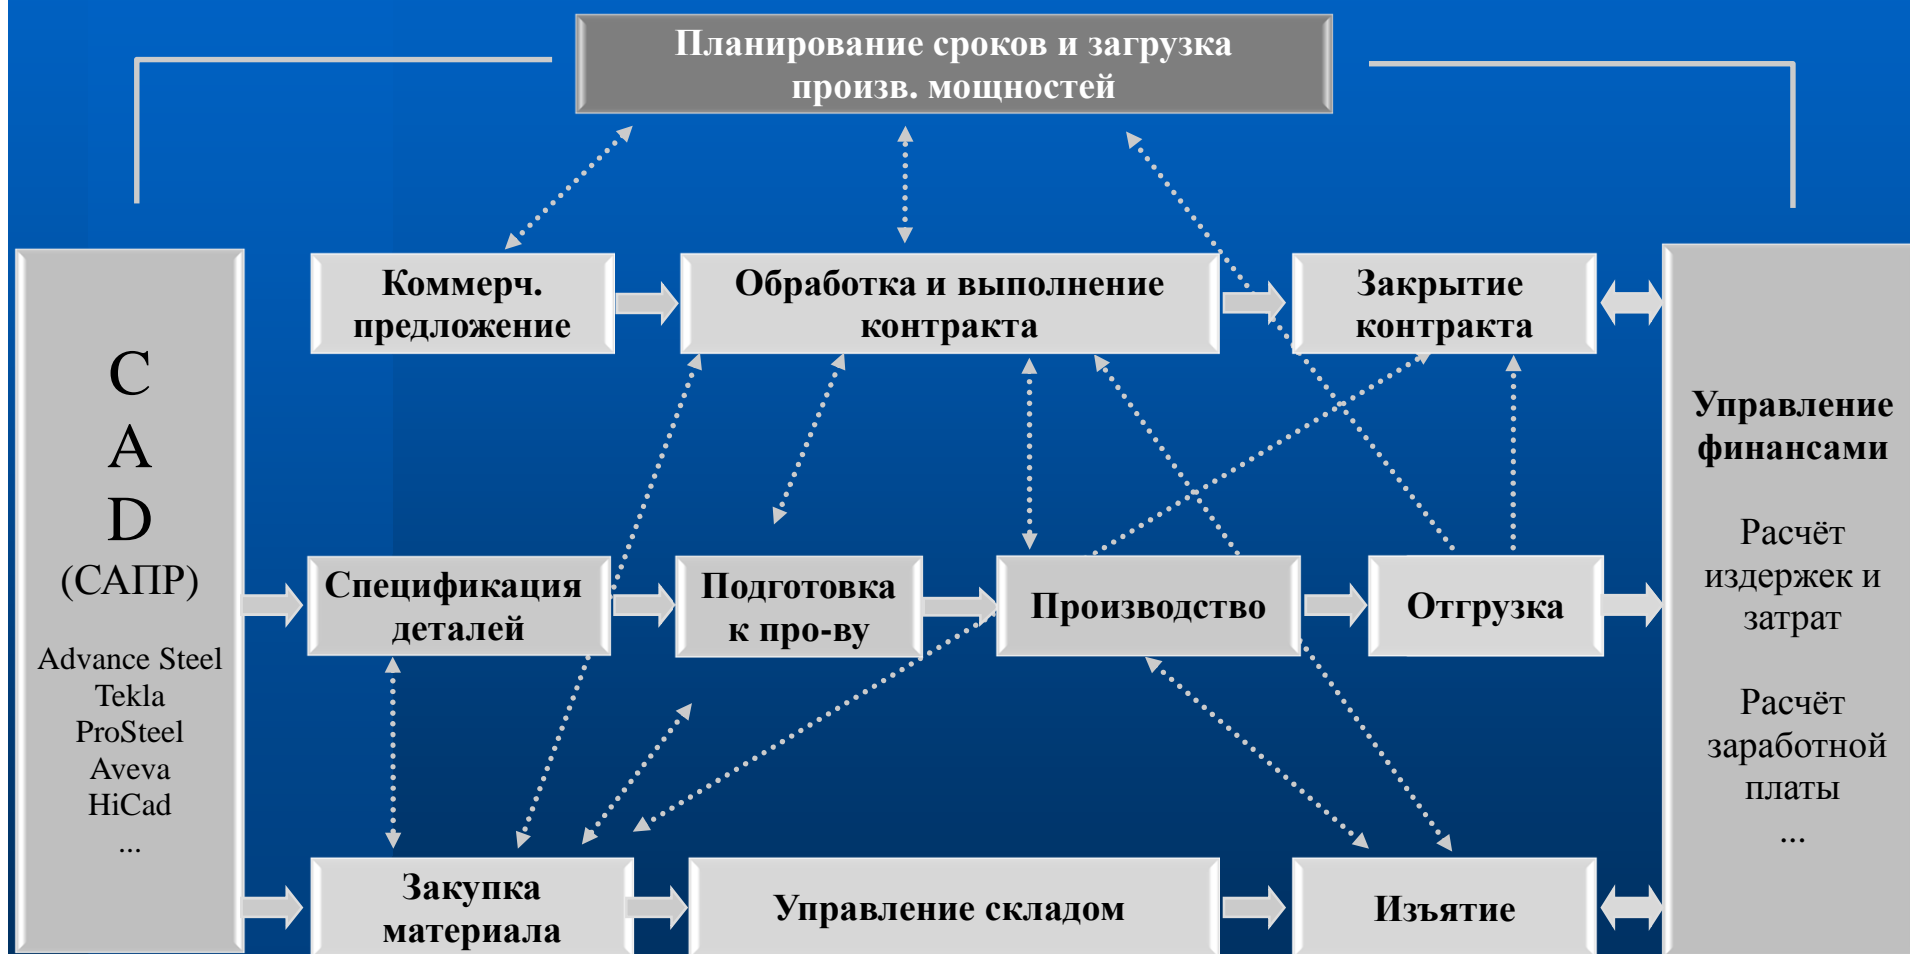 Планирование сроков и загрузка
произв. мощностей
Коммерч.
предложение
Обработка и выполнение
контракта
Закрытие
контракта
C
A
D
(САПР)
Advance Steel
Tekla
ProSteel
Aveva
HiCad
...
Спецификация
деталей
Подготовка
к про-ву
Производство
Отгрузка
Закупка
материала
Управление складом
Изъятие
Управление
финансами
Расчёт
издержек и
затрат
Расчёт
заработной
платы
...